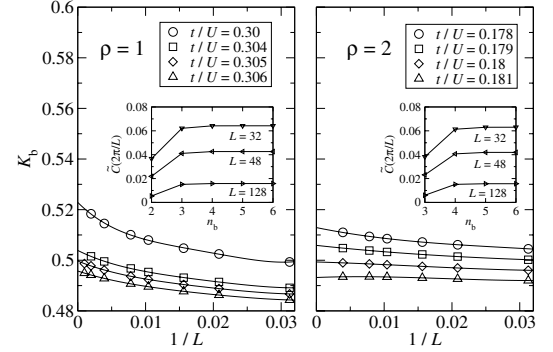 ρ = 1
t / U = 0.30
t / U = 0.304
t / U = 0.305
t / U = 0.306
ρ = 2
t / U = 0.178
t / U = 0.179
t / U = 0.18
t / U = 0.181
K_b
0.6
0.58
0.56
0.54
0.52
0.5
0.48
0 0.01 0.02 0.03
1 / L
0 0.01 0.02 0.03
1 / L
C̃(2π/L)
0.08
0.06
0.04
0.02
0
L = 32
L = 48
L = 128
2 3 4 5 6
n_b
C̃(2π/L)
0.08
0.06
0.04
0.02
0
L = 32
L = 48
L = 128
3 4 5 6
n_b